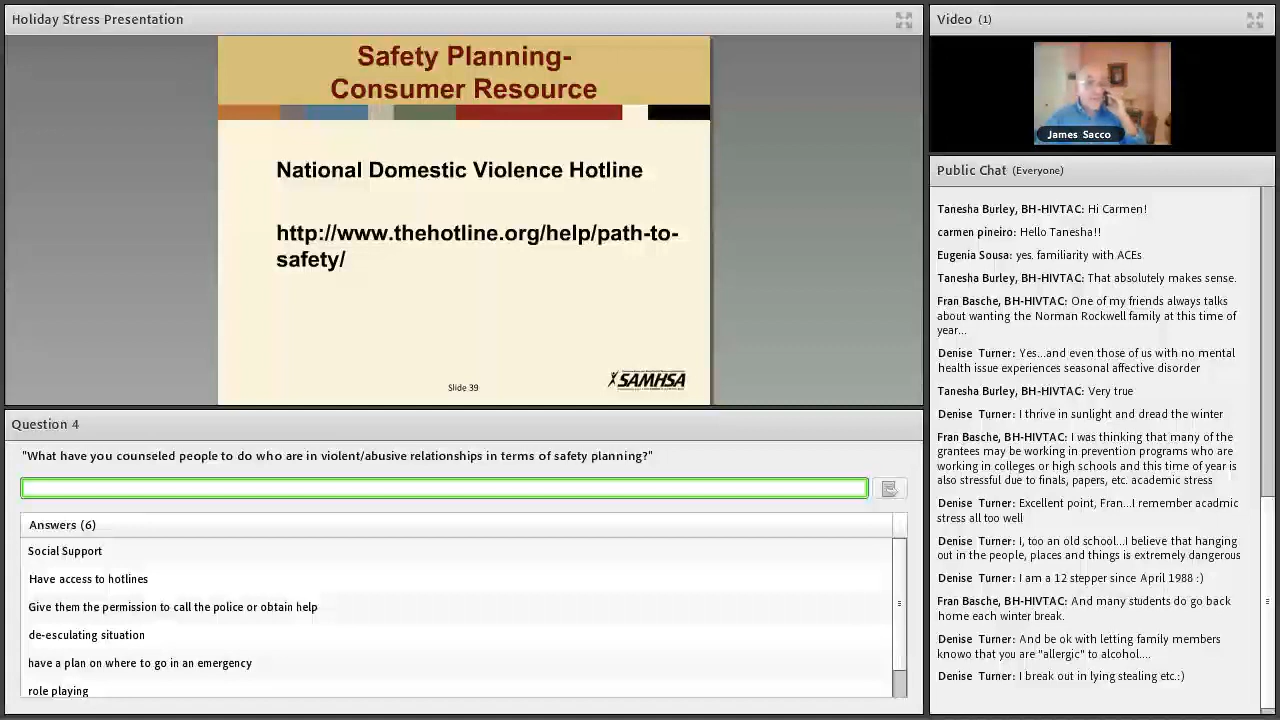 Holiday Stress Presentation
Safety Planning-
Consumer Resource
National Domestic Violence Hotline
http://www.thehotline.org/help/path-to-
safety/
Slide 39
SAMHSA
Question 4
"What have you counseled people to do who are in violent/abusive relationships in terms of safety planning?"
Answers (6)
Social Support
Have access to hotlines
Give them the permission to call the police or obtain help
de-esculating situation
have a plan on where to go in an emergency
role playing
Video (1)
James Sacco
Public Chat (Everyone)
Tanesha Burley, BH-HIVTAC: Hi Carmen!
carmen pineiro: Hello Tanesha!!
Eugenia Sousa: yes. familiarity with ACEs
Tanesha Burley, BH-HIVTAC: That absolutely makes sense.
Fran Basche, BH-HIVTAC: One of my friends always talks
about wanting the Norman Rockwell family at this time of
year...
Denise Turner: Yes...and even those of us with no mental
health issue experiences seasonal affective disorder
Tanesha Burley, BH-HIVTAC: Very true
Denise Turner: I thrive in sunlight and dread the winter
Fran Basche, BH-HIVTAC: I was thinking that many of the
grantees may be working in prevention programs who are
working in colleges or high schools and this time of year is
also stressful due to finals, papers, etc. academic stress
Denise Turner: Excellent point, Fran...I remember acadmic
stress all too well
Denise Turner: I, too an old school...I believe that hanging
out in the people, places and things is extremely dangerous
Denise Turner: I am a 12 stepper since April 1988 :)
Fran Basche, BH-HIVTAC: And many students do go back
home each winter break.
Denise Turner: And be ok with letting family members
knowo that you are "allergic" to alcohol....
Denise Turner: I break out in lying stealing etc.:)